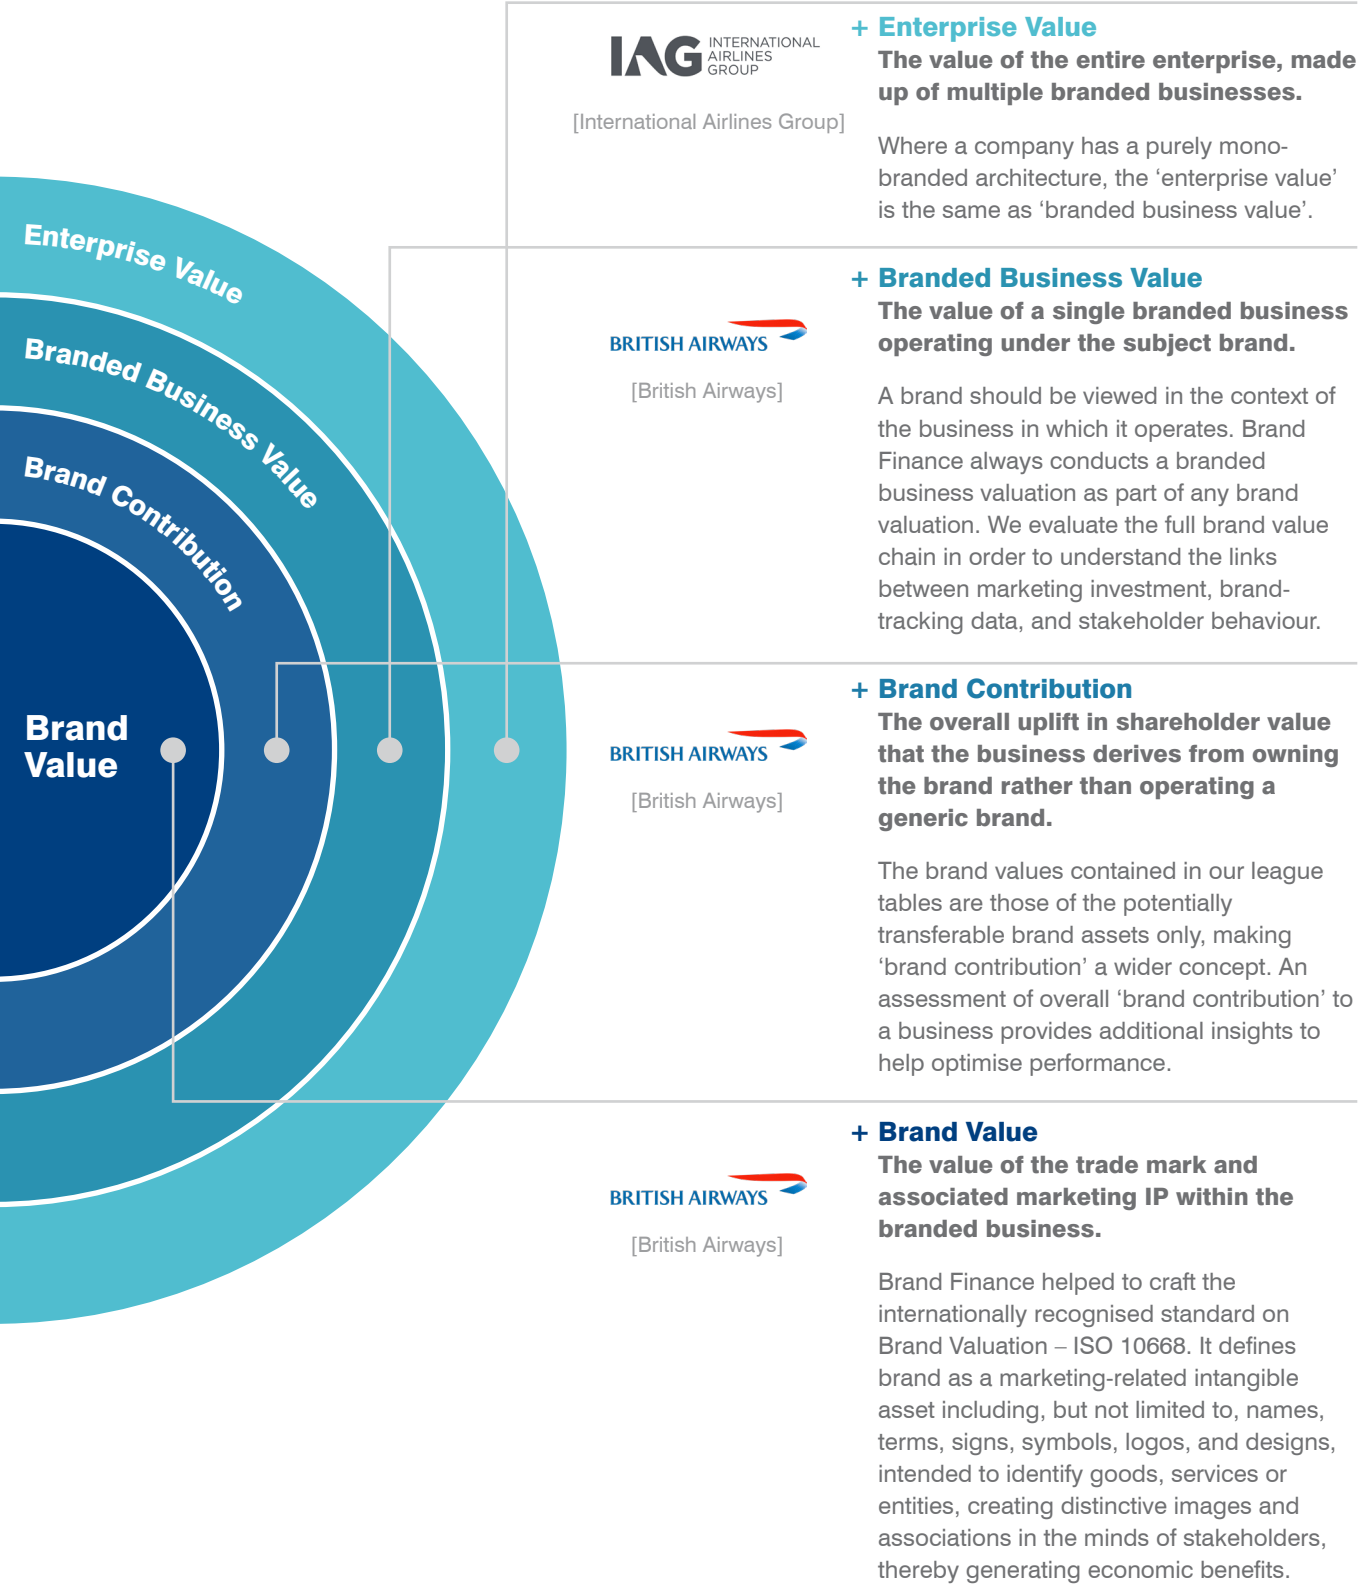 IAG INTERNATIONAL
AIRLINES
GROUP
[International Airlines Group]
+ Enterprise Value
The value of the entire enterprise, made
up of multiple branded businesses.
Where a company has a purely mono-
branded architecture, the ‘enterprise value’
is the same as ‘branded business value’.
Enterprise Value
Branded Business Value
Brand Contribution
Brand
Value
BRITISH AIRWAYS
[British Airways]
+ Branded Business Value
The value of a single branded business
operating under the subject brand.
A brand should be viewed in the context of
the business in which it operates. Brand
Finance always conducts a branded
business valuation as part of any brand
valuation. We evaluate the full brand value
chain in order to understand the links
between marketing investment, brand-
tracking data, and stakeholder behaviour.
BRITISH AIRWAYS
[British Airways]
+ Brand Contribution
The overall uplift in shareholder value
that the business derives from owning
the brand rather than operating a
generic brand.
The brand values contained in our league
tables are those of the potentially
transferable brand assets only, making
‘brand contribution’ a wider concept. An
assessment of overall ‘brand contribution’ to
a business provides additional insights to
help optimise performance.
BRITISH AIRWAYS
[British Airways]
+ Brand Value
The value of the trade mark and
associated marketing IP within the
branded business.
Brand Finance helped to craft the
internationally recognised standard on
Brand Valuation – ISO 10668. It defines
brand as a marketing-related intangible
asset including, but not limited to, names,
terms, signs, symbols, logos, and designs,
intended to identify goods, services or
entities, creating distinctive images and
associations in the minds of stakeholders,
thereby generating economic benefits.